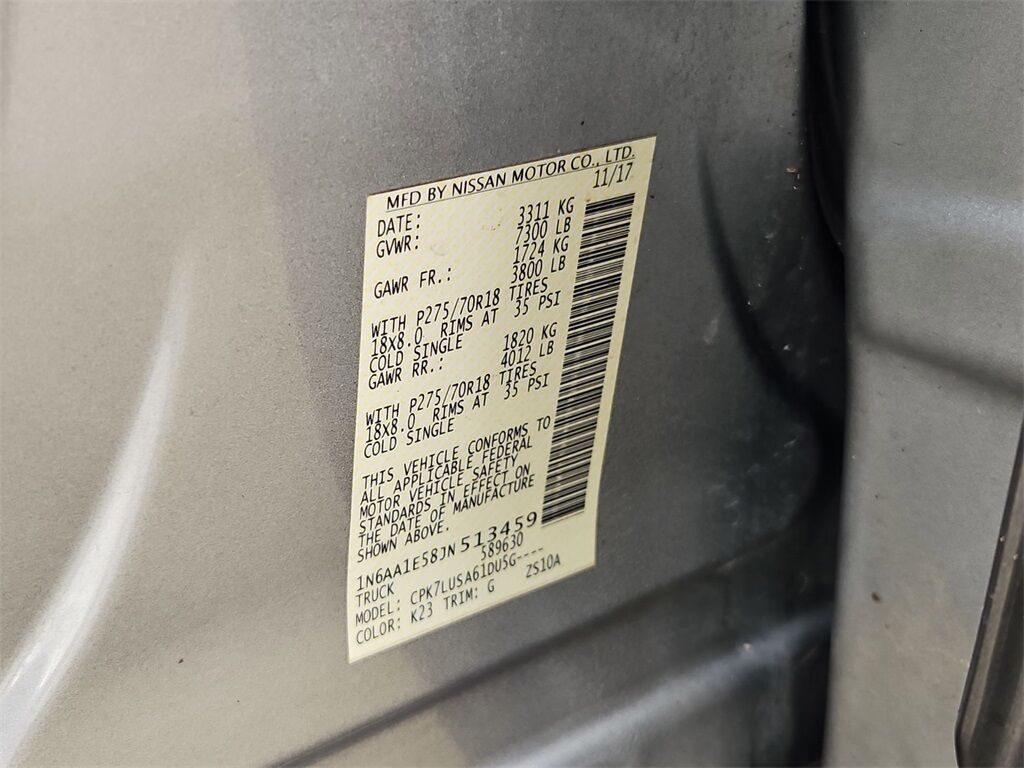 MFD BY NISSAN MOTOR CO., LTD.
DATE: 11/17
GVWR: 3311 KG
7300 LB
GAWR FR.: 1724 KG
3800 LB
WITH P275/70R18 TIRES
18X8.0 RIMS AT 35 PSI
COLD SINGLE
GAWR RR.: 1820 KG
4012 LB
WITH P275/70R18 TIRES
18X8.0 RIMS AT 35 PSI
COLD SINGLE
THIS VEHICLE CONFORMS TO
ALL APPLICABLE FEDERAL
MOTOR VEHICLE SAFETY
STANDARDS IN EFFECT ON
THE DATE OF MANUFACTURE
SHOWN ABOVE.
1N6AA1E58JN513459
TRUCK 589630
MODEL: CPK7LUSA61DU5G----
COLOR: K23 TRIM: G ZS10A